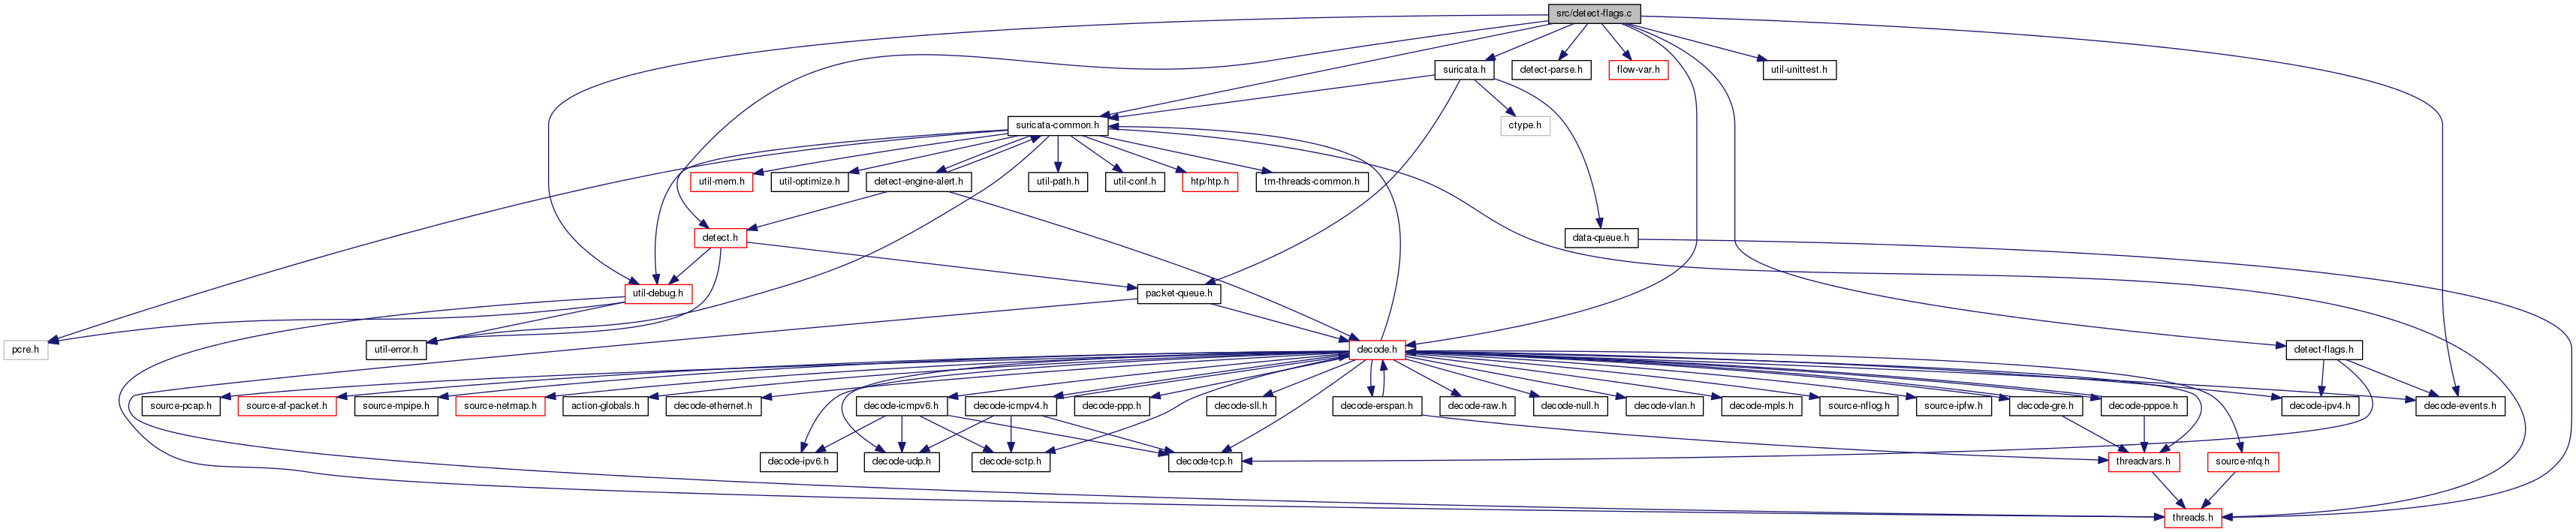 src/detect-flags.c
suricata.h
detect-parse.h
flow-var.h
util-unittest.h
suricata-common.h
ctype.h
util-mem.h
util-optimize.h
detect-engine-alert.h
util-path.h
util-conf.h
htp/htp.h
tm-threads-common.h
detect.h
data-queue.h
util-debug.h
packet-queue.h
pcre.h
util-error.h
decode.h
detect-flags.h
source-pcap.h
source-af-packet.h
source-mpipe.h
source-netmap.h
action-globals.h
decode-ethernet.h
decode-icmpv6.h
decode-icmpv4.h
decode-ppp.h
decode-sll.h
decode-erspan.h
decode-raw.h
decode-null.h
decode-vlan.h
decode-mpls.h
source-nflog.h
source-ipfw.h
decode-gre.h
decode-pppoe.h
decode-ipv4.h
decode-events.h
decode-ipv6.h
decode-udp.h
decode-sctp.h
decode-tcp.h
threadvars.h
source-nfq.h
threads.h